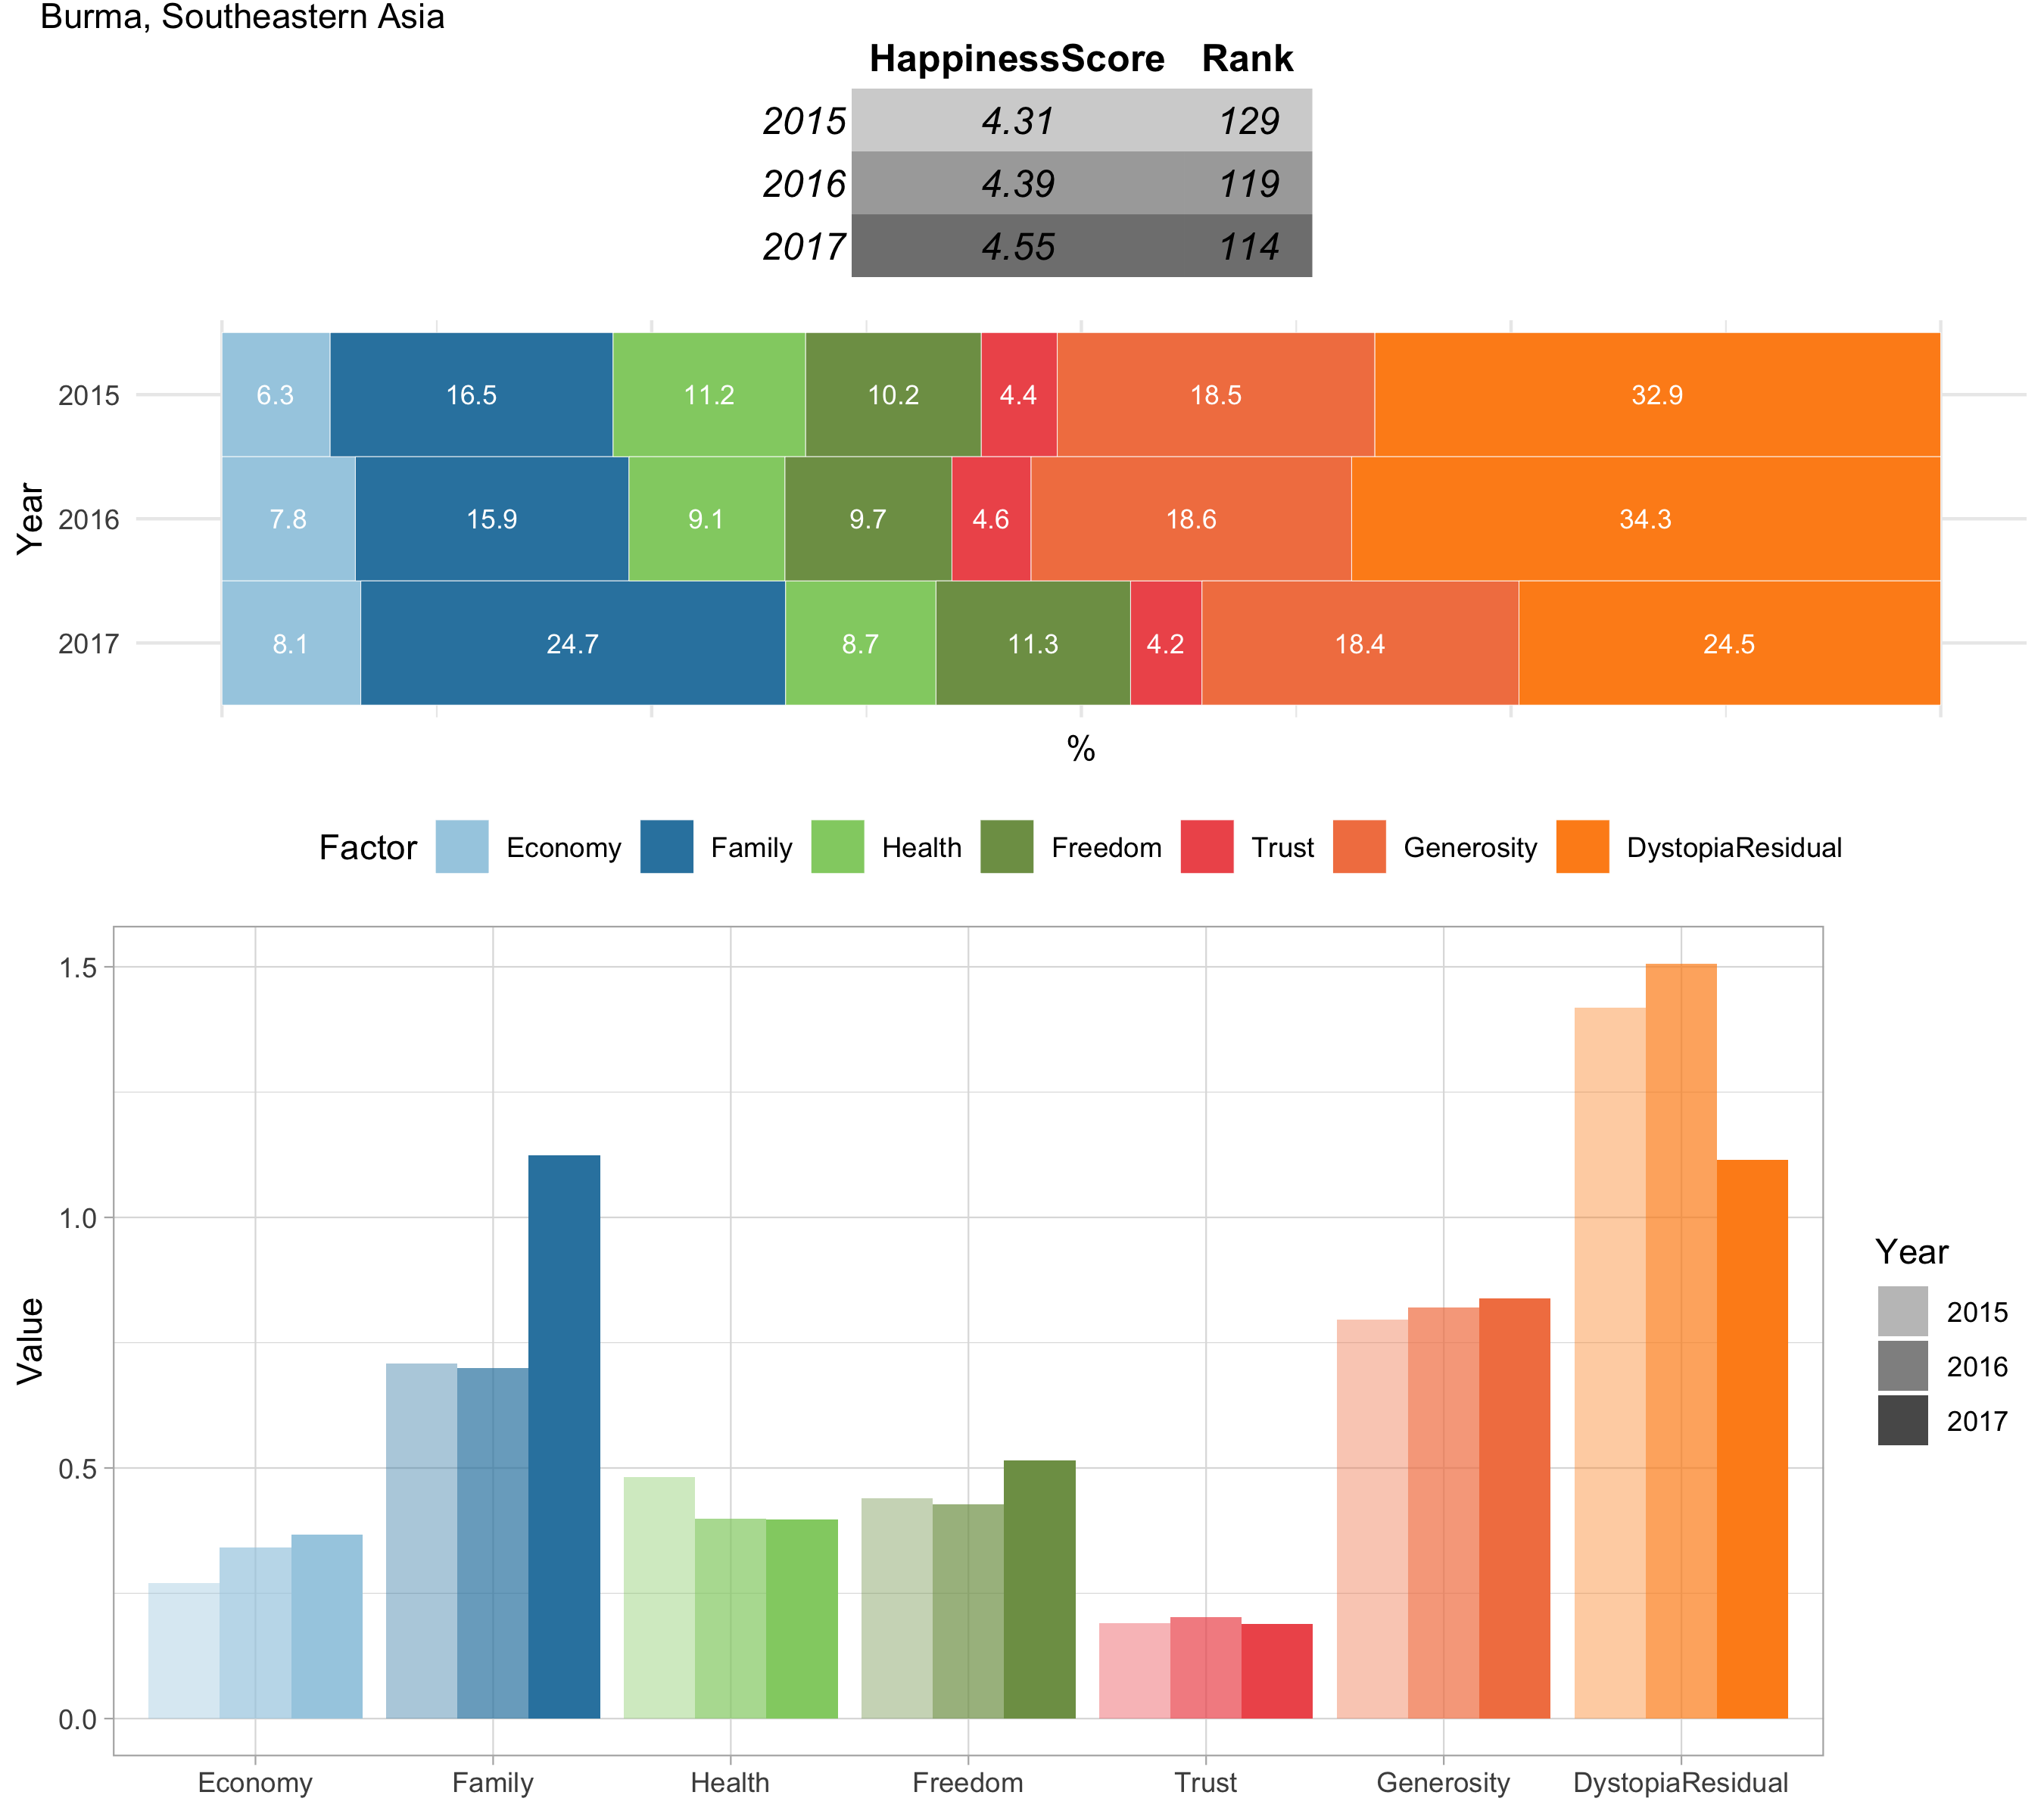 Burma, Southeastern Asia
HappinessScore Rank
2015 4.31 129
2016 4.39 119
2017 4.55 114
Year
2015 6.3 16.5 11.2 10.2 4.4 18.5 32.9
2016 7.8 15.9 9.1 9.7 4.6 18.6 34.3
2017 8.1 24.7 8.7 11.3 4.2 18.4 24.5
%
Factor Economy Family Health Freedom Trust Generosity DystopiaResidual
Value
1.5
1.0
0.5
0.0
Economy Family Health Freedom Trust Generosity DystopiaResidual
Year
2015
2016
2017